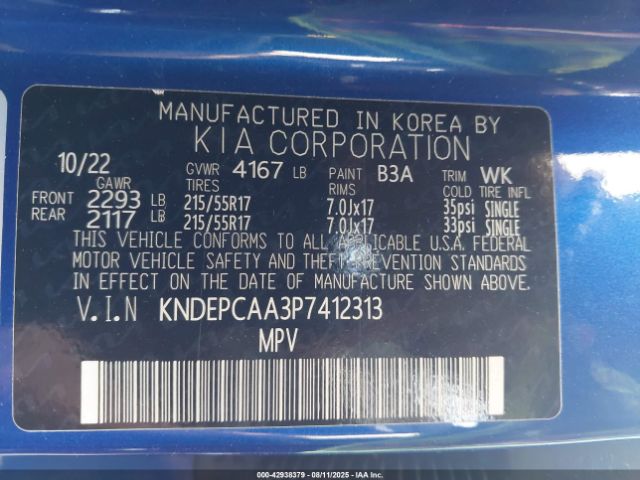 MANUFACTURED IN KOREA BY
KIA CORPORATION
10/22 GVWR 4167 LB PAINT B3A TRIM WK
GAWR TIRES RIMS COLD TIRE INFL
FRONT 2293 LB 215/55R17 7.0Jx17 35psi SINGLE
REAR 2117 LB 215/55R17 7.0Jx17 33psi SINGLE
THIS VEHICLE CONFORMS TO ALL APPLICABLE U.S.A. FEDERAL
MOTOR VEHICLE SAFETY AND THEFT PREVENTION STANDARDS
IN EFFECT ON THE DATE OF MANUFACTURE SHOWN ABOVE.
V.I.N KNDEPCAA3P7412313
MPV
000-42938379 - 08/11/2025 - IAAI.com